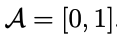 𝒜 = [0, 1].